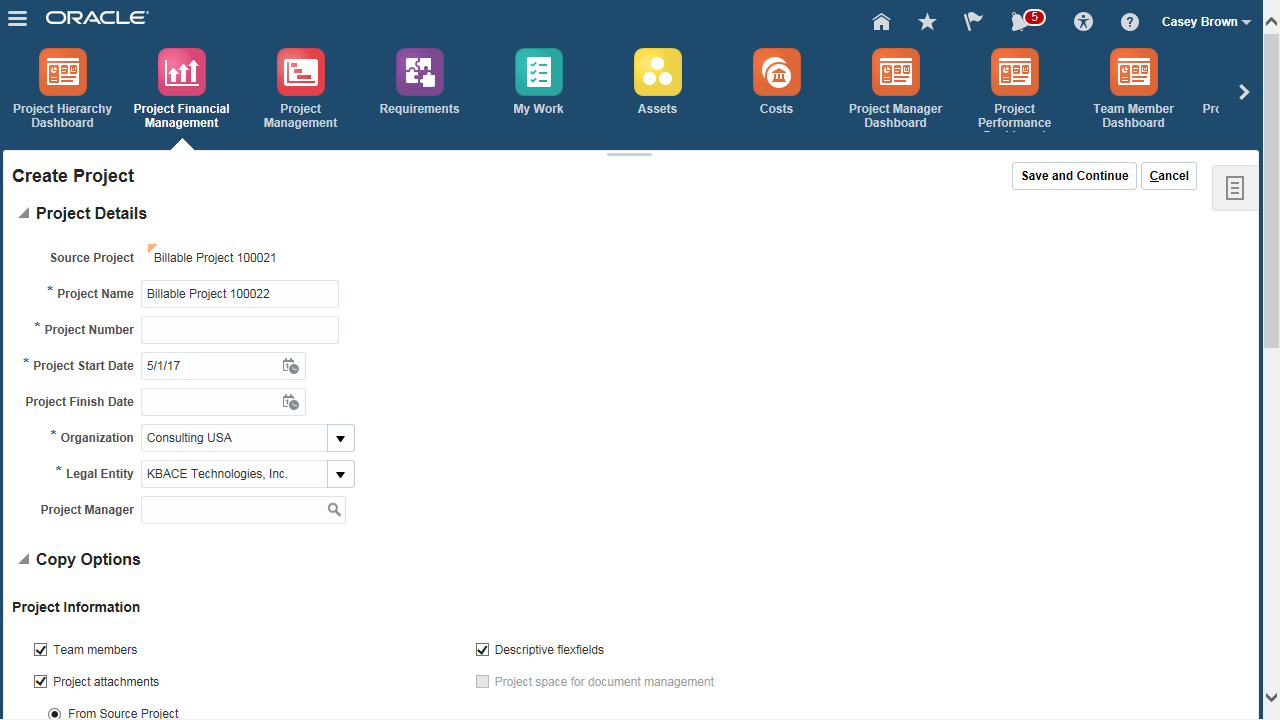 ORACLE
5
Casey Brown
Project Hierarchy Dashboard
Project Financial Management
Project Management
Requirements
My Work
Assets
Costs
Project Manager Dashboard
Project Performance
Team Member Dashboard
Create Project
Save and Continue
Cancel
Project Details
Source Project Billable Project 100021
* Project Name Billable Project 100022
* Project Number
* Project Start Date 5/1/17
Project Finish Date
* Organization Consulting USA
* Legal Entity KBACE Technologies, Inc.
Project Manager
Copy Options
Project Information
Team members
Descriptive flexfields
Project attachments
Project space for document management
From Source Project